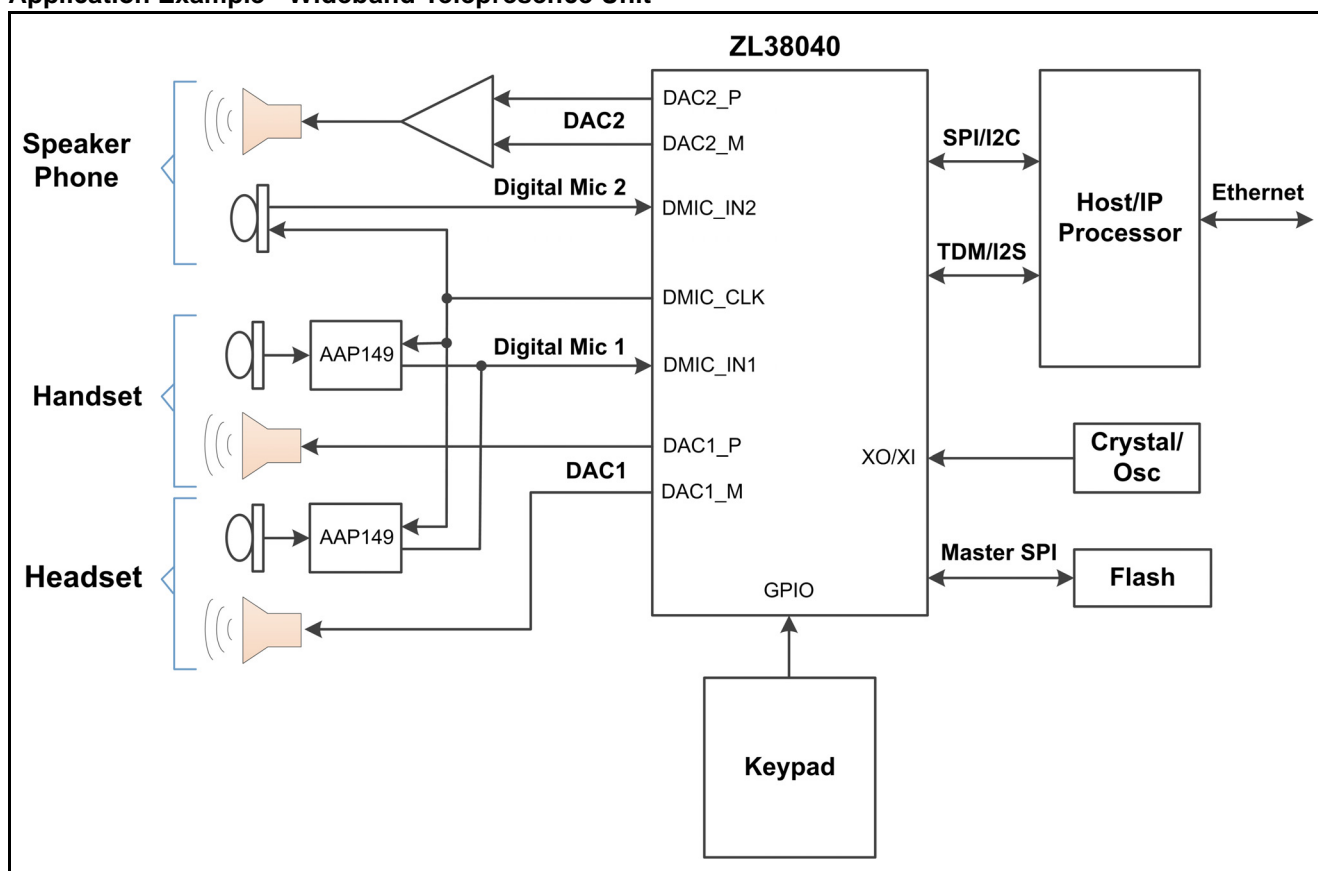 Application Example - Wideband Telepresence Unit
ZL38040
Speaker
Phone
DAC2
DAC2_P
DAC2_M
Digital Mic 2
DMIC_IN2
DMIC_CLK
Handset
AAP149
Digital Mic 1
DMIC_IN1
DAC1_P
DAC1
DAC1_M
Headset
AAP149
SPI/I2C
TDM/I2S
Host/IP
Processor
Ethernet
XO/XI
Crystal/
Osc
Master SPI
Flash
GPIO
Keypad